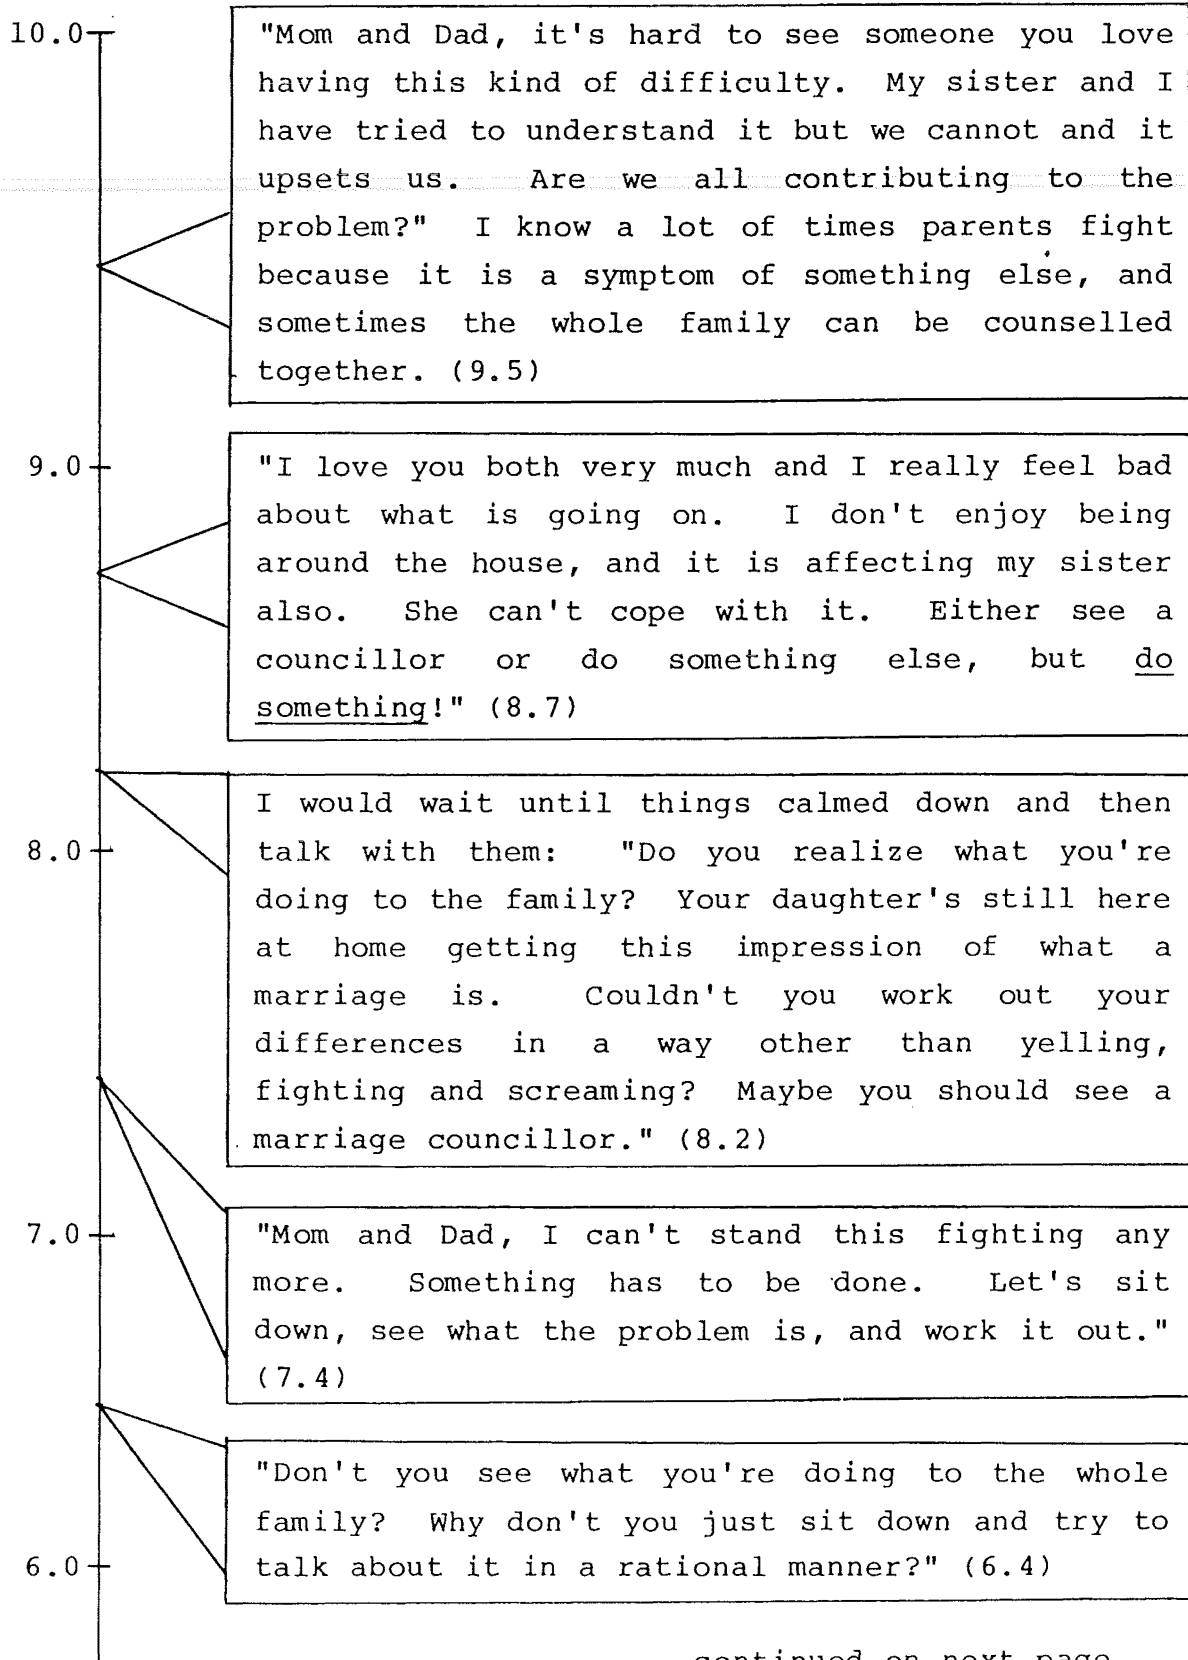 10.0
"Mom and Dad, it's hard to see someone you love
having this kind of difficulty. My sister and I
have tried to understand it but we cannot and it
upsets us. Are we all contributing to the
problem?" I know a lot of times parents fight
because it is a symptom of something else, and
sometimes the whole family can be counselled
together. (9.5)
9.0
"I love you both very much and I really feel bad
about what is going on. I don't enjoy being
around the house, and it is affecting my sister
also. She can't cope with it. Either see a
councillor or do something else, but do
something!" (8.7)
I would wait until things calmed down and then
8.0
talk with them: "Do you realize what you're
doing to the family? Your daughter's still here
at home getting this impression of what a
marriage is. Couldn't you work out your
differences in a way other than yelling,
fighting and screaming? Maybe you should see a
marriage councillor." (8.2)
7.0
"Mom and Dad, I can't stand this fighting any
more. Something has to be done. Let's sit
down, see what the problem is, and work it out."
(7.4)
"Don't you see what you're doing to the whole
family? Why don't you just sit down and try to
6.0
talk about it in a rational manner?" (6.4)
continued on next page